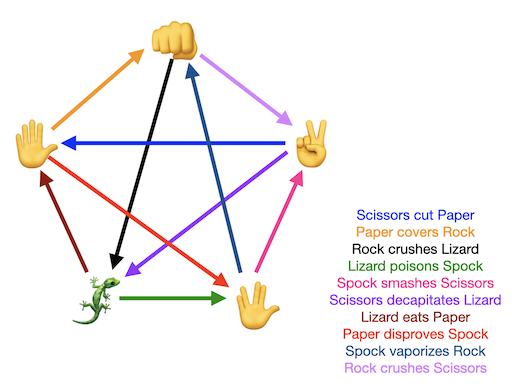 Scissors cut Paper
Paper covers Rock
Rock crushes Lizard
Lizard poisons Spock
Spock smashes Scissors
Scissors decapitates Lizard
Lizard eats Paper
Paper disproves Spock
Spock vaporizes Rock
Rock crushes Scissors